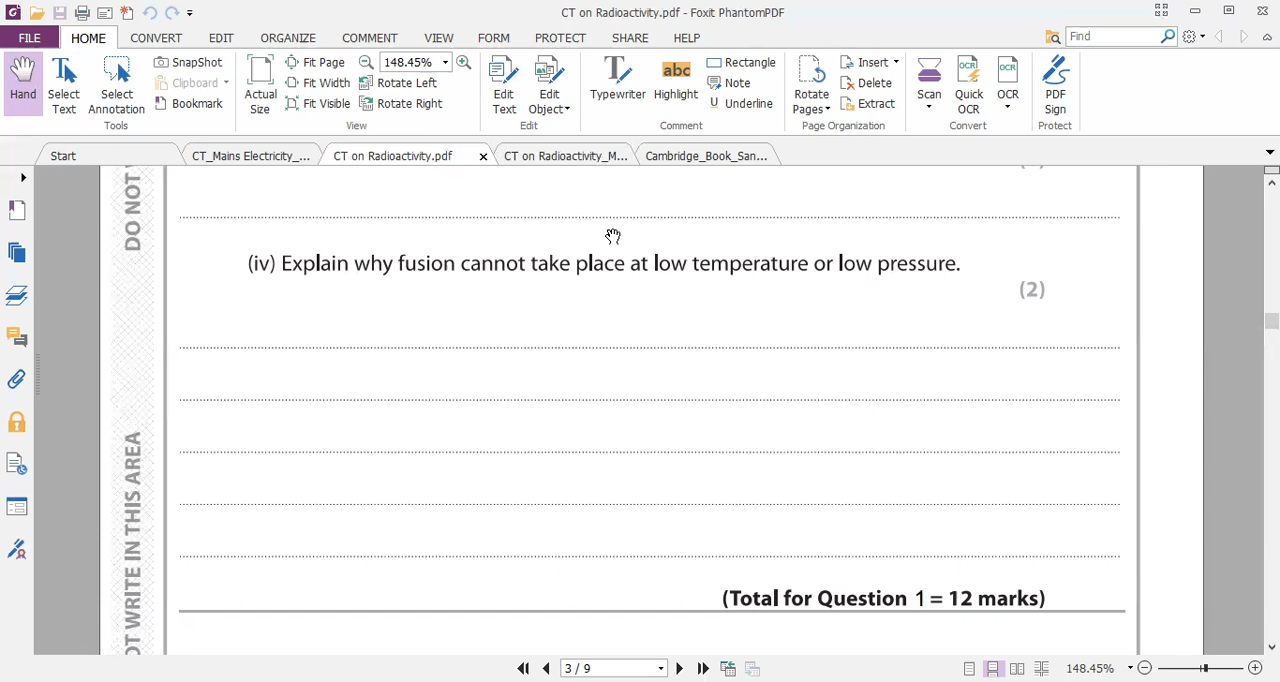 CT on Radioactivity.pdf - Foxit PhantomPDF
FILE HOME CONVERT EDIT ORGANIZE COMMENT VIEW FORM PROTECT SHARE HELP Find
Hand
Select Text
Select Annotation
SnapShot
Clipboard
Bookmark
Tools
Actual Size
Fit Page
Fit Width
Fit Visible
148.45%
Rotate Left
Rotate Right
View
Edit Text
Edit Object
Edit
Typewriter
Highlight
Rectangle
Note
Underline
Comment
Rotate Pages
Insert
Delete
Extract
Page Organization
Scan
Quick OCR
OCR
Convert
PDF Sign
Protect
Start CT_Mains Electricity_... CT on Radioactivity.pdf CT on Radioactivity_M... Cambridge_Book_San...
DO NOT
(iv) Explain why fusion cannot take place at low temperature or low pressure.
(2)
OT WRITE IN THIS AREA
(Total for Question 1 = 12 marks)
3 / 9 148.45%